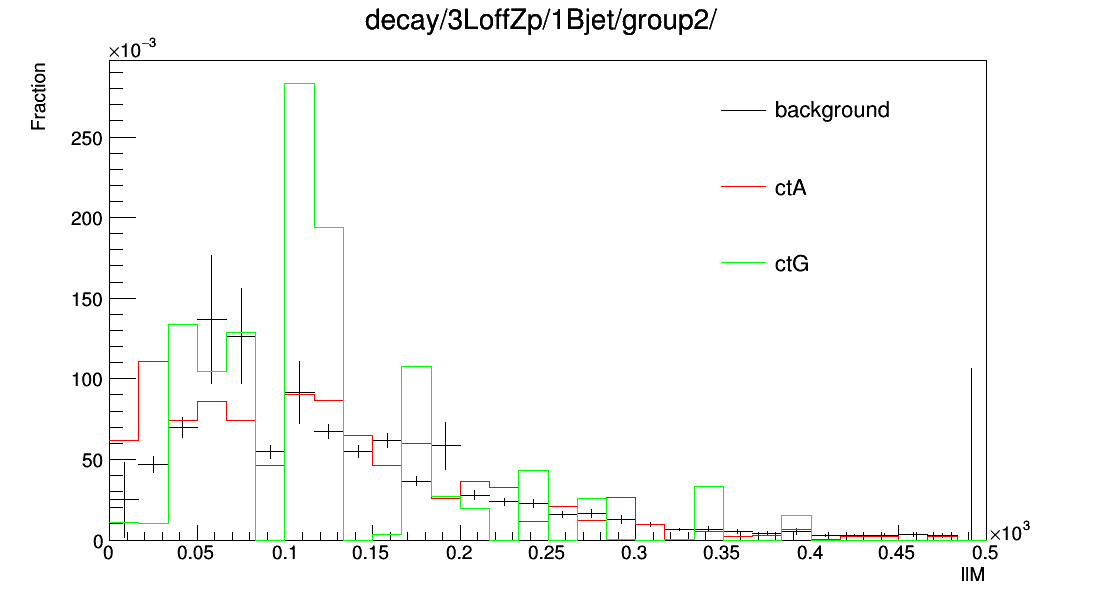 decay/3LoffZp/1Bjet/group2/
×10⁻³
Fraction
background
ctA
ctG
250
200
150
100
50
0
0 0.05 0.1 0.15 0.2 0.25 0.3 0.35 0.4 0.45 0.5
×10³
llM